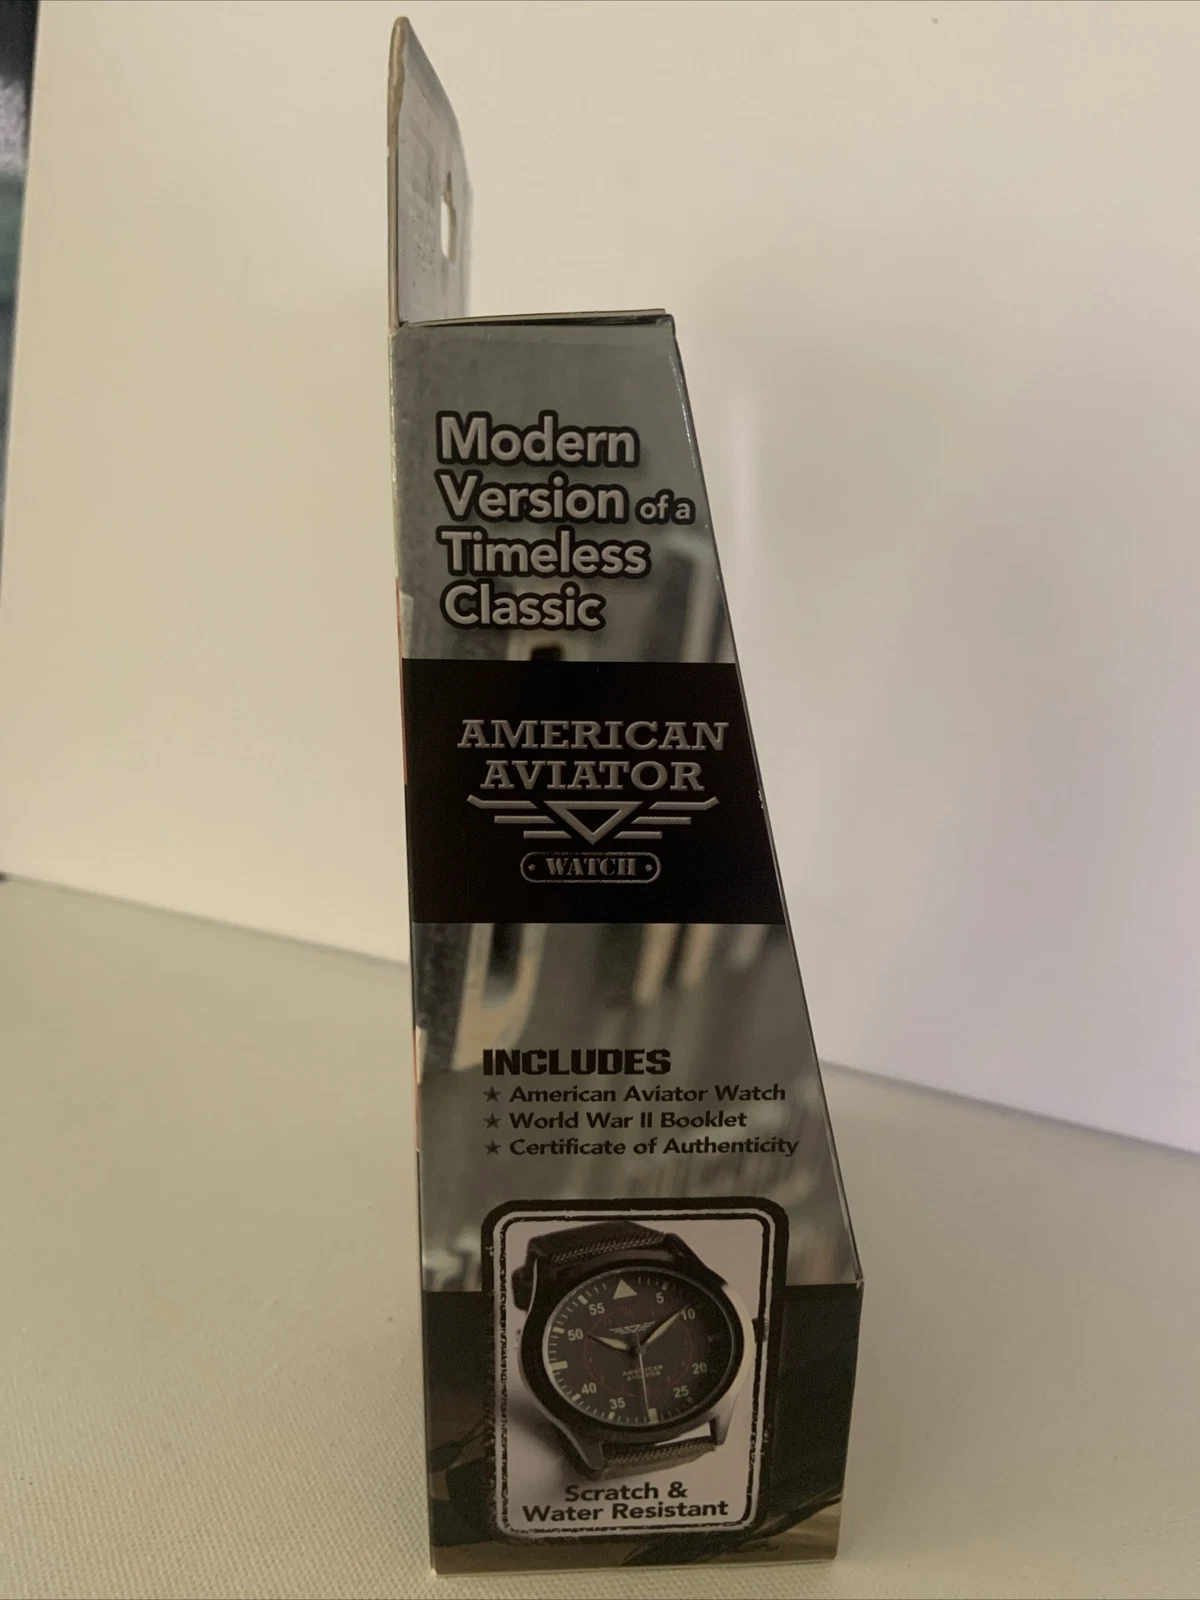 Modern
Version of a
Timeless
Classic
AMERICAN
AVIATOR
WATCH
INCLUDES
★ American Aviator Watch
★ World War II Booklet
★ Certificate of Authenticity
55
5
50
10
40
20
35
25
AMERICAN
AVIATOR
Scratch &
Water Resistant